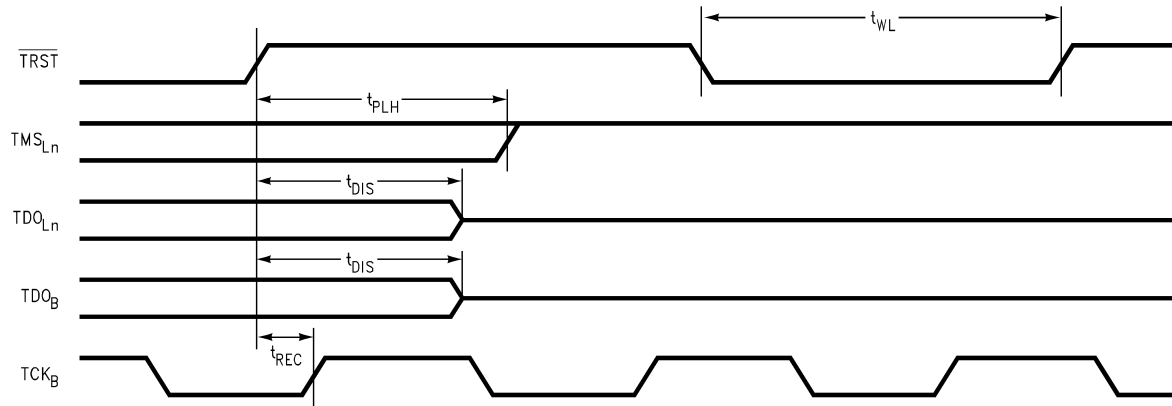 t_WL
TRST
t_PLH
TMS_Ln
t_DIS
TDO_Ln
t_DIS
TDO_B
t_REC
TCK_B